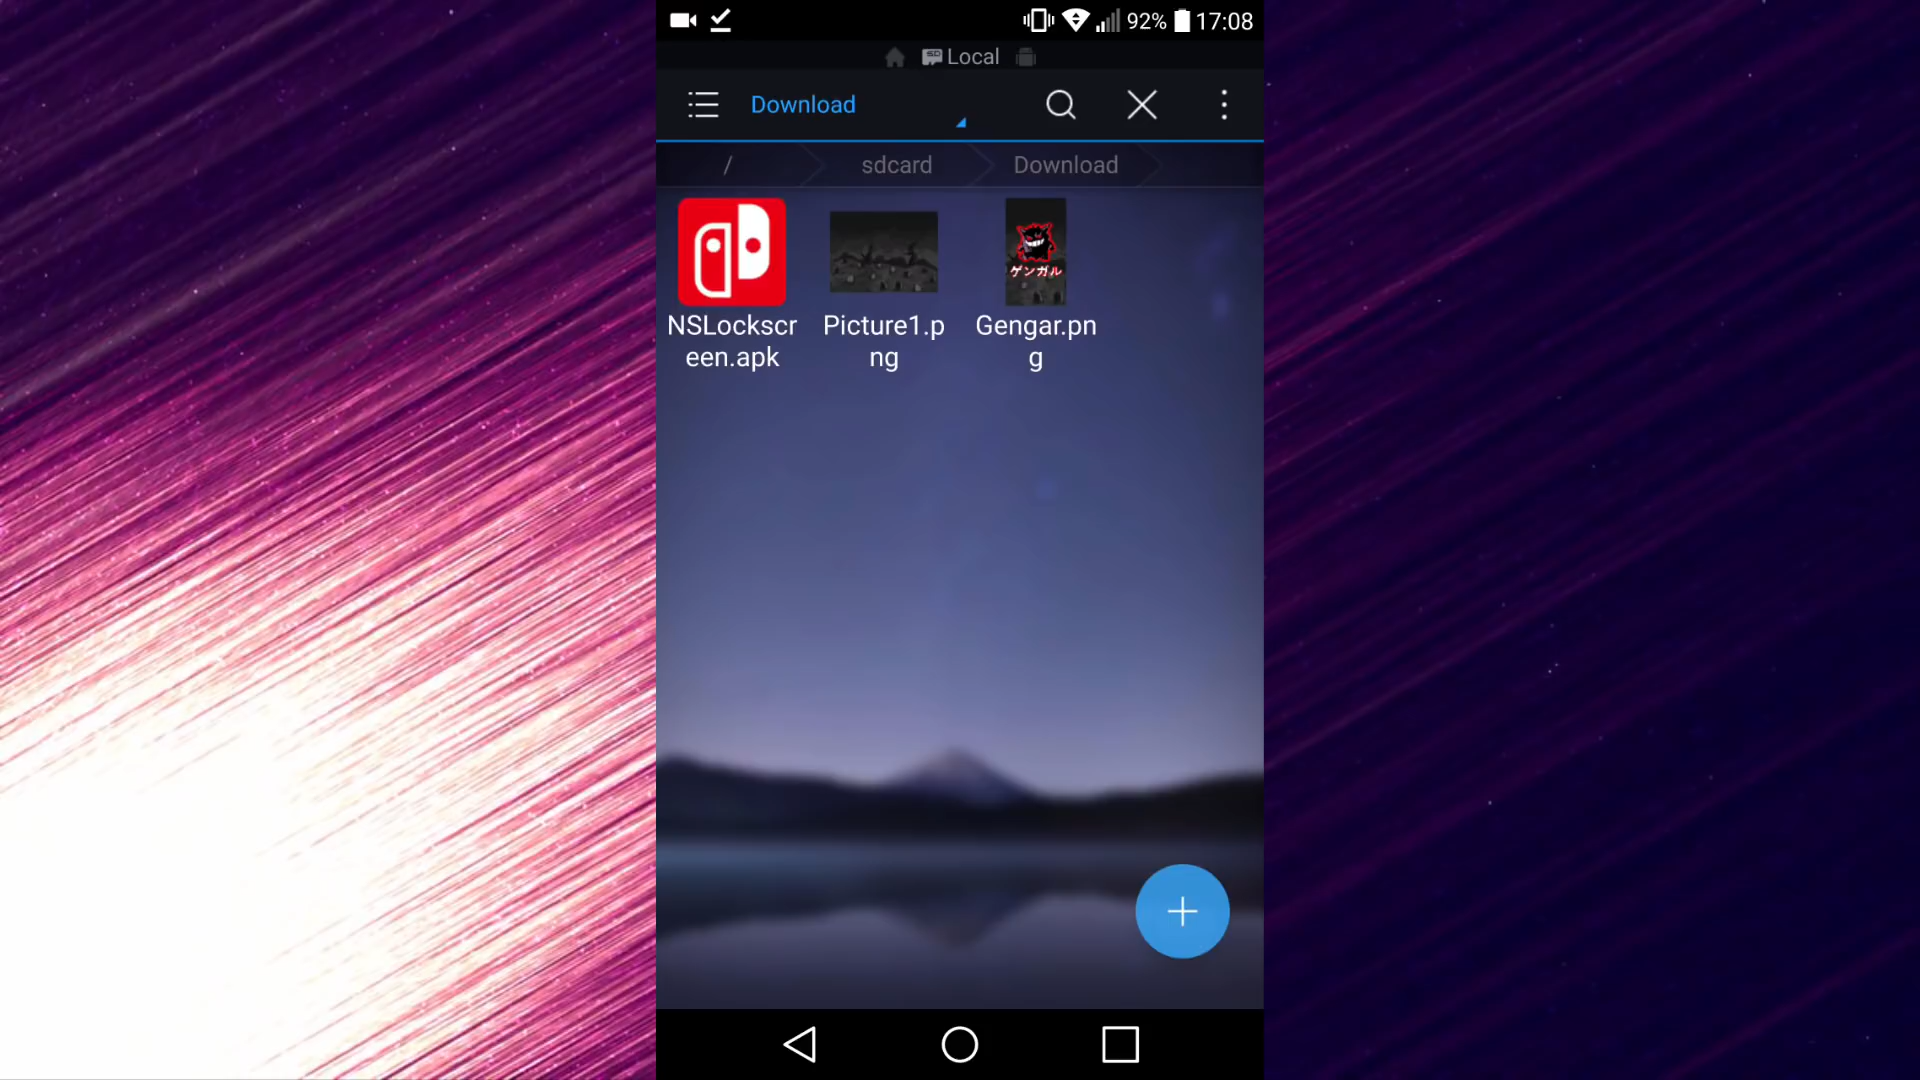 92% 17:08
Local
Download
/ sdcard Download
ゲンガル
NSLockscr
een.apk
Picture1.p
ng
Gengar.pn
g